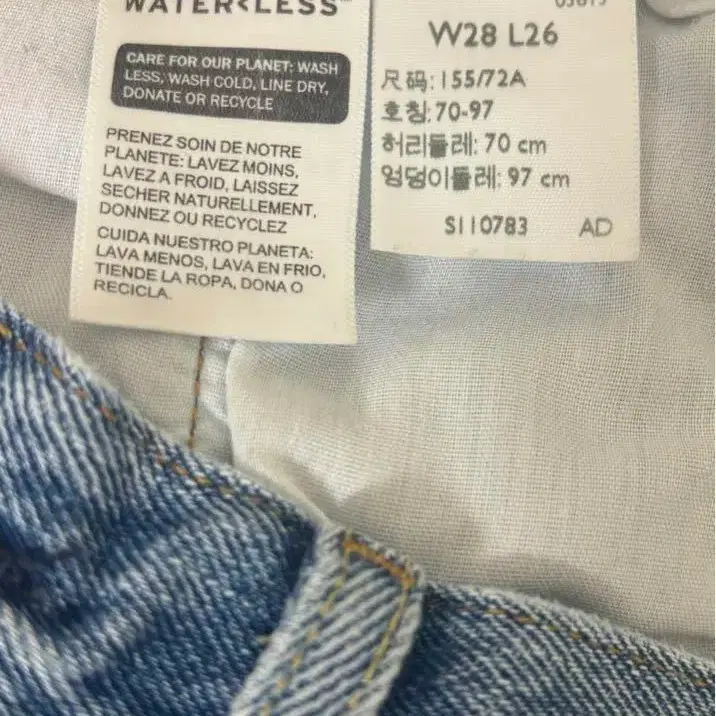 WATER<LESS™
CARE FOR OUR PLANET: WASH
LESS, WASH COLD, LINE DRY,
DONATE OR RECYCLE
PRENEZ SOIN DE NOTRE
PLANETE: LAVEZ MOINS,
LAVEZ A FROID, LAISSEZ
SECHER NATURELLEMENT,
DONNEZ OU RECYCLEZ
CUIDA NUESTRO PLANETA:
LAVA MENOS, LAVA EN FRIO,
TIENDE LA ROPA, DONA O
RECICLA.
W28 L26
尺码:155/72A
호칭:70-97
허리둘레: 70 cm
엉덩이둘레: 97 cm
S110783 AD